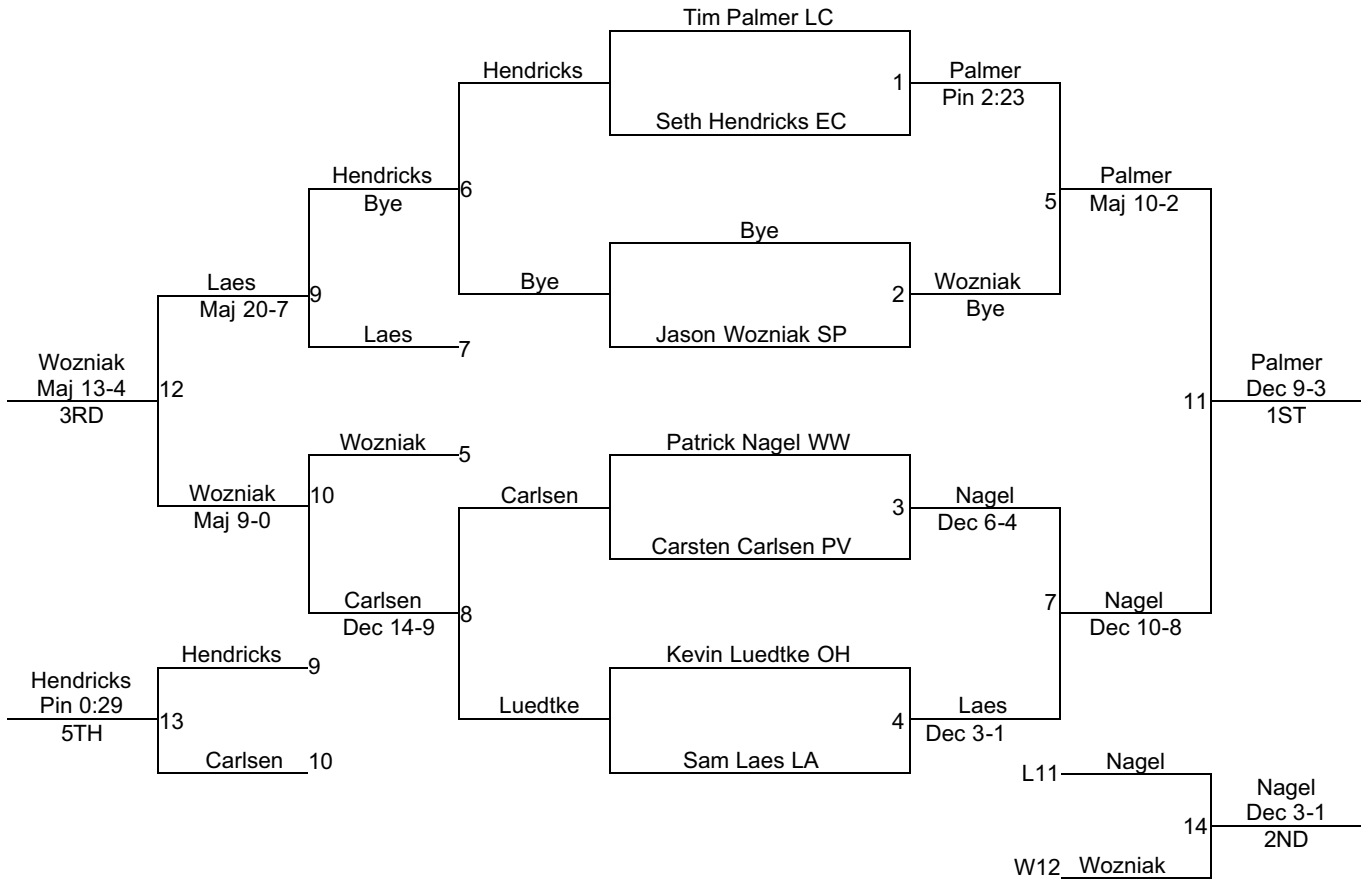 Tim Palmer LC
Hendricks
1
Palmer
Pin 2:23
Seth Hendricks EC
Hendricks
Bye
6
Palmer
Maj 10-2
5
Bye
Laes
Maj 20-7
9
Bye
2
Wozniak
Bye
Laes
7
Jason Wozniak SP
Wozniak
Maj 13-4
3RD
12
Palmer
Dec 9-3
1ST
11
Wozniak
5
Patrick Nagel WW
Wozniak
Maj 9-0
10
Carlsen
3
Nagel
Dec 6-4
Carsten Carlsen PV
Carlsen
Dec 14-9
8
7
Nagel
Dec 10-8
Hendricks
9
Kevin Luedtke OH
Hendricks
Pin 0:29
5TH
13
Luedtke
4
Laes
Dec 3-1
Carlsen
10
Sam Laes LA
L11
Nagel
Nagel
Dec 3-1
2ND
14
W12
Wozniak